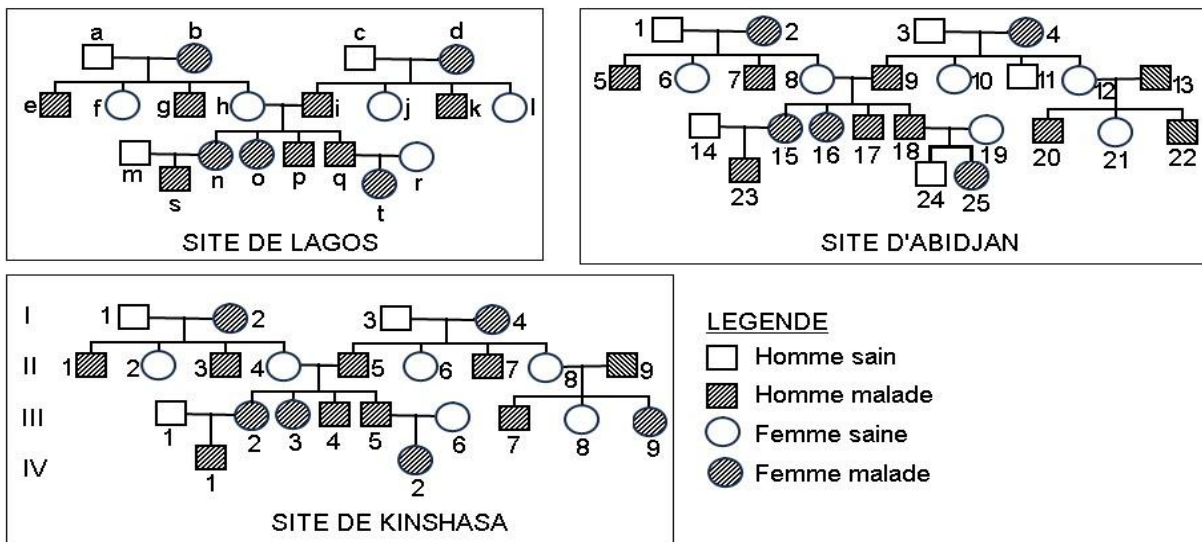 a b c d
e f g h i j k l
m n o p q r
s t
SITE DE LAGOS
1 2 3 4
5 6 7 8 9 10 11 12 13
14 15 16 17 18 19 20 21 22
23 24 25
SITE D'ABIDJAN
I 1 2 3 4
II 1 2 3 4 5 6 7 8 9
III 1 2 3 4 5 6 7 8 9
IV 1 2
SITE DE KINSHASA
LEGENDE
Homme sain
Homme malade
Femme saine
Femme malade